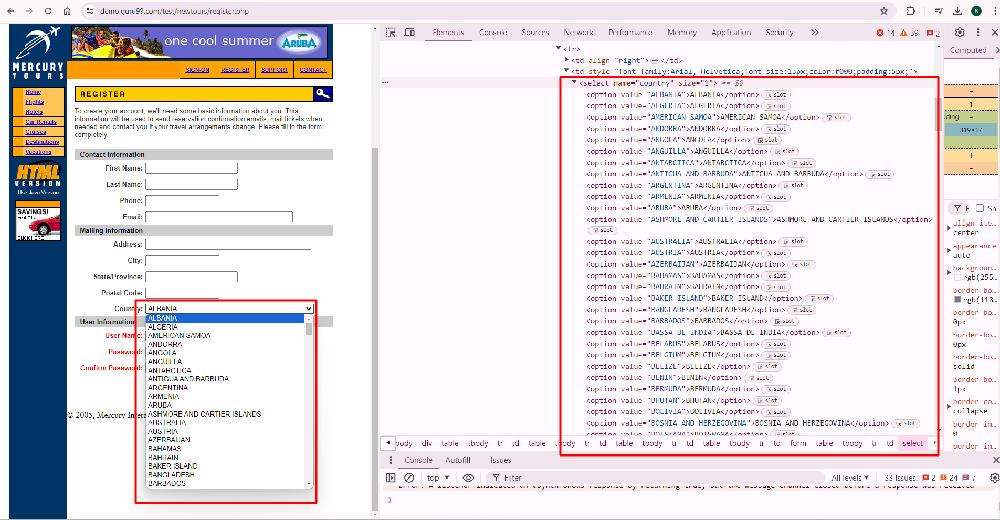 demo.guru99.com/test/newtours/register.php
B
one cool summer
ARUBA
MERCURY
TOURS
SIGN-ON
REGISTER
SUPPORT
CONTACT
Home
Flights
Hotels
Car Rentals
Cruises
Destinations
Vacations
HTML
VERSION
Use Java Version
SAVINGS!
Rent A Car
CLICK HERE
REGISTER
To create your account, we'll need some basic information about you. This
information will be used to send reservation confirmation emails, mail tickets when
needed and contact you if your travel arrangements change. Please fill in the form
completely.
Contact Information
First Name:
Last Name:
Phone:
Email:
Mailing Information
Address:
City:
State/Province:
Postal Code:
Country:
ALBANIA
User Information
User Name:
Password:
Confirm Password:
ALBANIA
ALGERIA
AMERICAN SAMOA
ANDORRA
ANGOLA
ANGUILLA
ANTARCTICA
ANTIGUA AND BARBUDA
ARGENTINA
ARMENIA
ARUBA
ASHMORE AND CARTIER ISLANDS
AUSTRALIA
AUSTRIA
AZERBAIJAN
BAHAMAS
BAHRAIN
BAKER ISLAND
BANGLADESH
BARBADOS
© 2005, Mercury Intera
Elements Console Sources Network Performance Memory Application Security 14 39 2
<tr>
<td align="right">…</td>
<td style="font-family:Arial, Helvetica;font-size:13px;color:#000;padding:5px;">
<select name="country" size="1"> == $0
<option value="ALBANIA">ALBANIA</option> slot
<option value="ALGERIA">ALGERIA</option> slot
<option value="AMERICAN SAMOA">AMERICAN SAMOA</option> slot
<option value="ANDORRA">ANDORRA</option> slot
<option value="ANGOLA">ANGOLA</option> slot
<option value="ANGUILLA">ANGUILLA</option> slot
<option value="ANTARCTICA">ANTARCTICA</option> slot
<option value="ANTIGUA AND BARBUDA">ANTIGUA AND BARBUDA</option> slot
<option value="ARGENTINA">ARGENTINA</option> slot
<option value="ARMENIA">ARMENIA</option> slot
<option value="ARUBA">ARUBA</option> slot
<option value="ASHMORE AND CARTIER ISLANDS">ASHMORE AND CARTIER ISLANDS</option>
slot
<option value="AUSTRALIA">AUSTRALIA</option> slot
<option value="AUSTRIA">AUSTRIA</option> slot
<option value="AZERBAIJAN">AZERBAIJAN</option> slot
<option value="BAHAMAS">BAHAMAS</option> slot
<option value="BAHRAIN">BAHRAIN</option> slot
<option value="BAKER ISLAND">BAKER ISLAND</option> slot
<option value="BANGLADESH">BANGLADESH</option> slot
<option value="BARBADOS">BARBADOS</option> slot
<option value="BASSA DE INDIA">BASSA DE INDIA</option> slot
<option value="BELARUS">BELARUS</option> slot
<option value="BELGIUM">BELGIUM</option> slot
<option value="BELIZE">BELIZE</option> slot
<option value="BENIN">BENIN</option> slot
<option value="BERMUDA">BERMUDA</option> slot
<option value="BHUTAN">BHUTAN</option> slot
<option value="BOLIVIA">BOLIVIA</option> slot
<option value="BOSNIA AND HERZEGOVINA">BOSNIA AND HERZEGOVINA</option> slot
<option value="BOTSWANA">BOTSWANA</option> slot
body div table tbody tr td table tbody tr td table tbody tr td table tbody tr td form table tbody tr td select
Computed
–
1
dding –
319×17
–
1
–
F Sh
align-ite…
center
appearance
auto
backgroun…
rgb(255…
border-bo…
rgb(118…
border-bo…
0px
border-bo…
0px
border-bo…
solid
border-bo…
1px
border-co…
collapse
border-im…
0
border-im…
Console Autofill Issues
top Filter All levels 33 Issues: 2 24 7
Error: A listener indicated an asynchronous response by returning true, but the message channel closed before a response was received